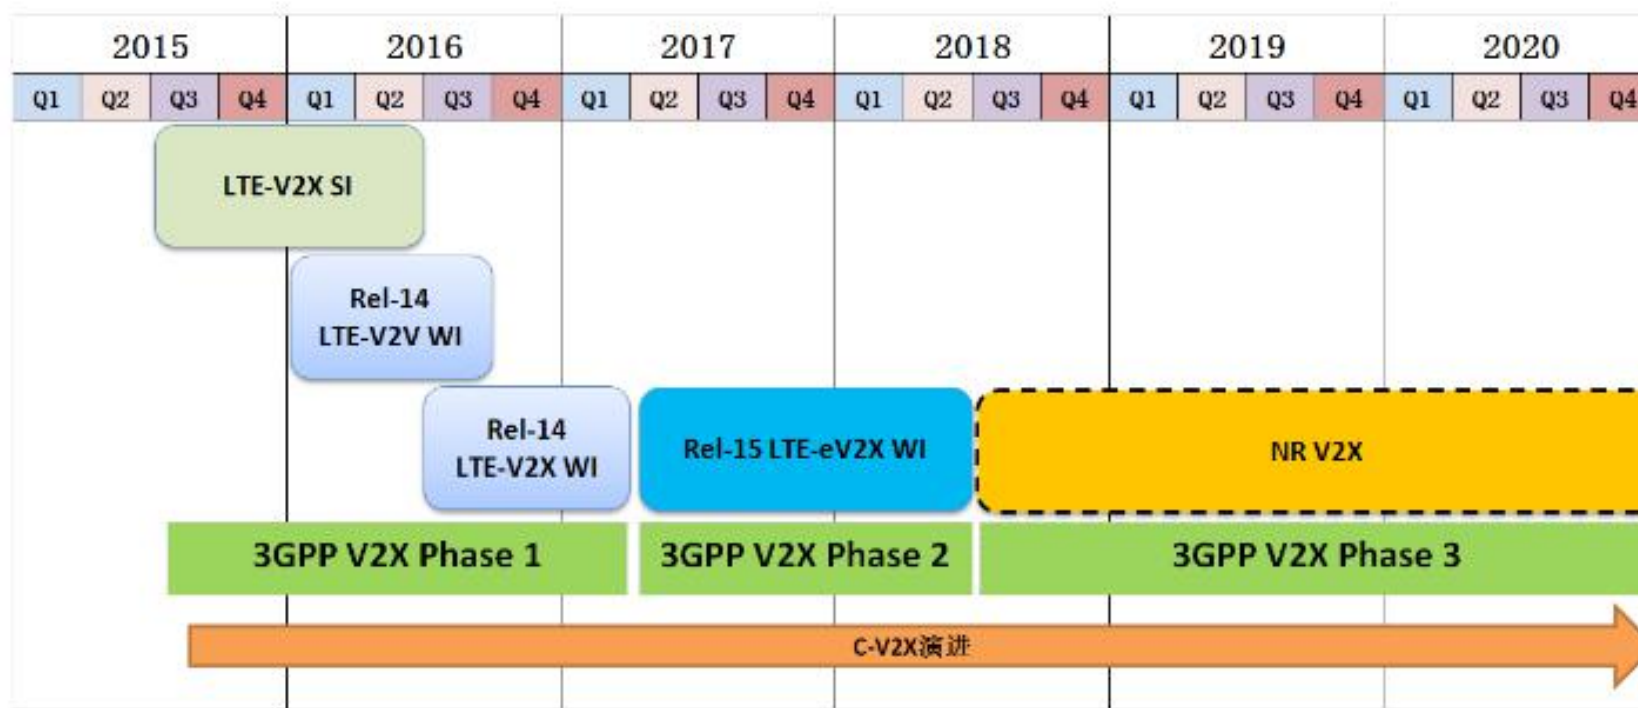 2015 2016 2017 2018 2019 2020
Q1 Q2 Q3 Q4 Q1 Q2 Q3 Q4 Q1 Q2 Q3 Q4 Q1 Q2 Q3 Q4 Q1 Q2 Q3 Q4 Q1 Q2 Q3 Q4
LTE-V2X SI
Rel-14
LTE-V2V WI
Rel-14
LTE-V2X WI
Rel-15 LTE-eV2X WI
NR V2X
3GPP V2X Phase 1
3GPP V2X Phase 2
3GPP V2X Phase 3
C-V2X演进